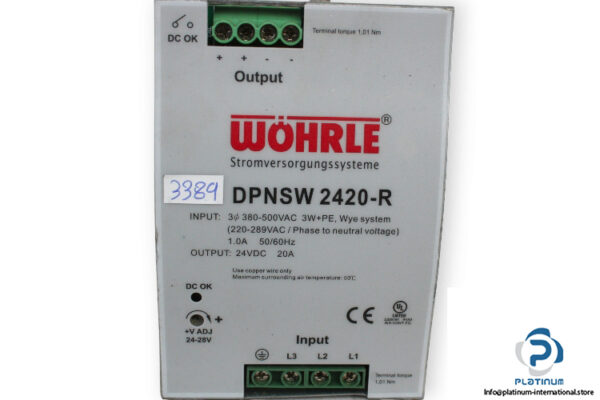 DC OK
Terminal torque 1,01 Nm
+ + - -
Output
WÖHRLE®
Stromversorgungssysteme
3389
DPNSW 2420-R
INPUT: 3ϕ 380-500VAC 3W+PE, Wye system
(220-289VAC / Phase to neutral voltage)
1.0A 50/60Hz
OUTPUT: 24VDC 20A
Use copper wire only
Maximum surrounding air temperature: 60℃
DC OK
+
+V ADJ
24-28V
CE
UL
LISTED
Input
L3 L2 L1
Terminal torque
1,01 Nm
PLATINUM
INTERNATIONAL
Info@platinum-international.store